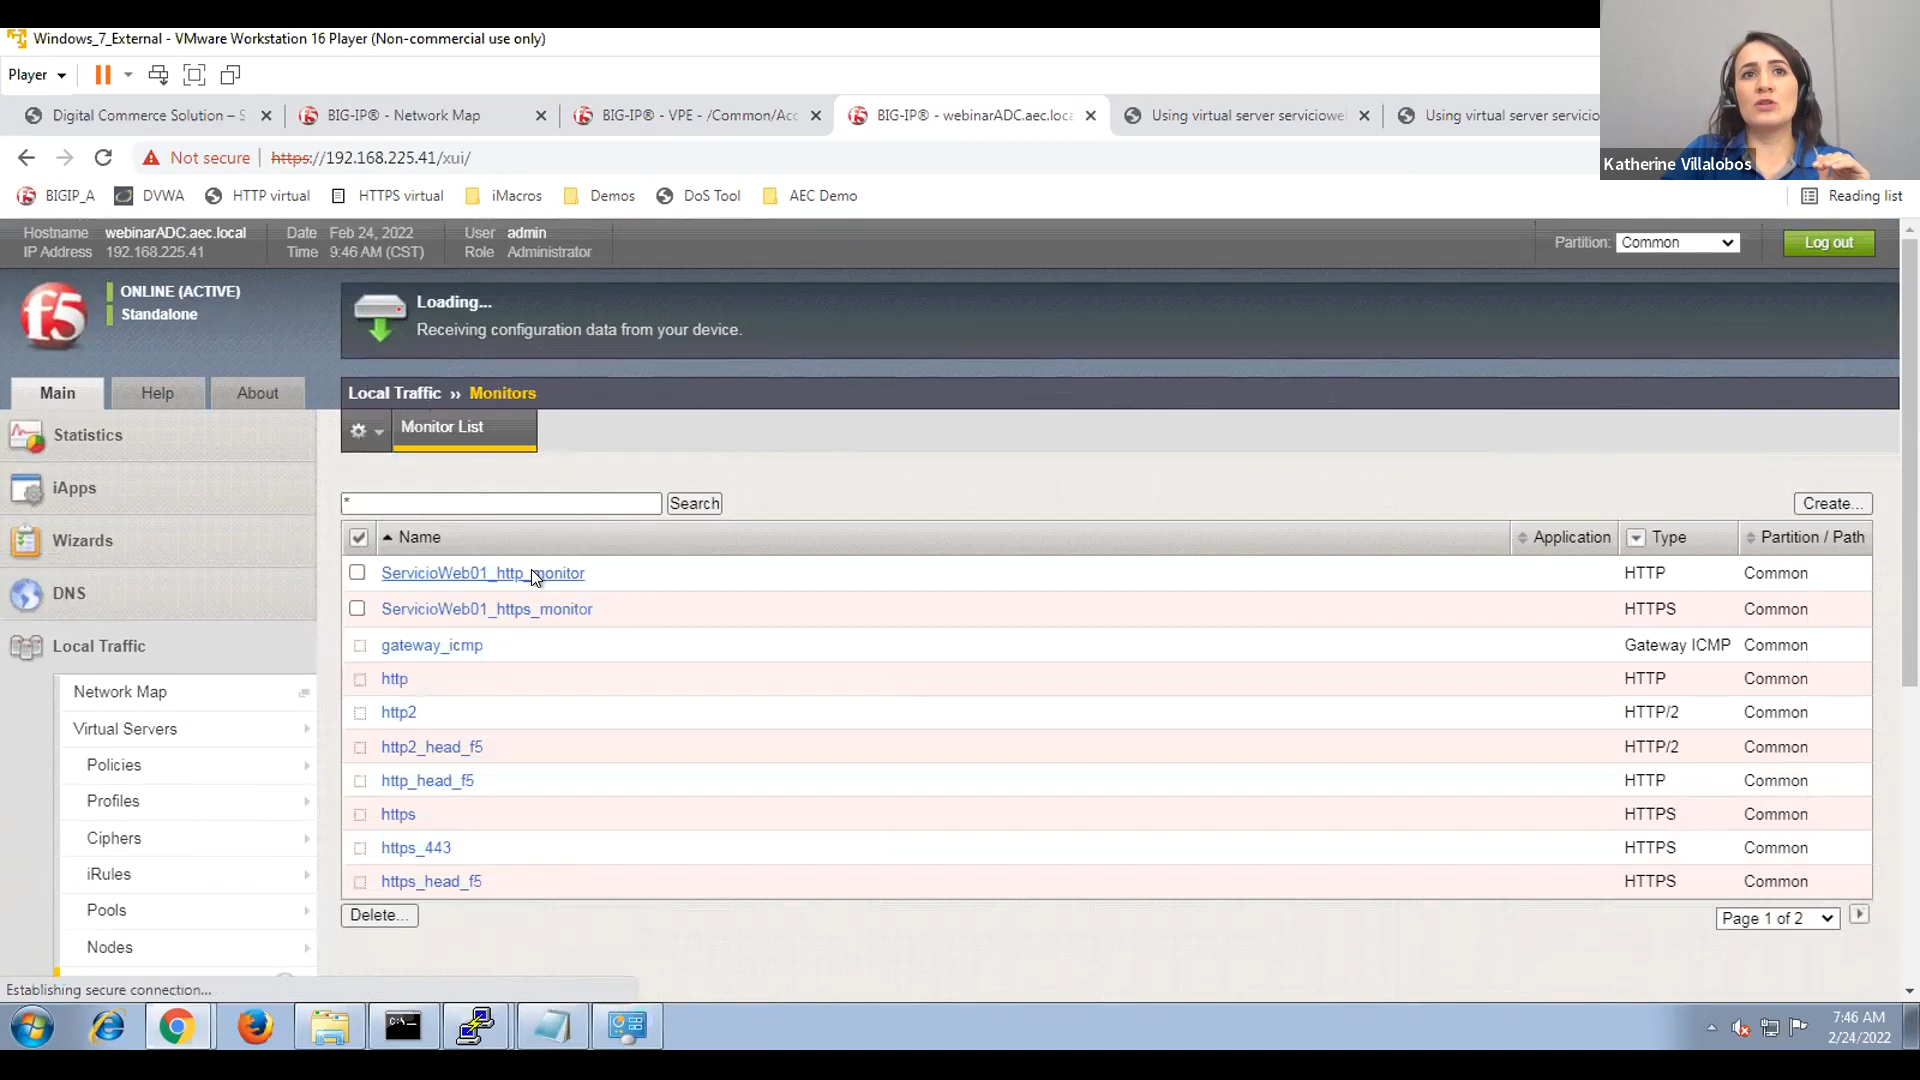 Windows_7_External - VMware Workstation 16 Player (Non-commercial use only)
Player
Digital Commerce Solution – S
BIG-IP® - Network Map
BIG-IP® - VPE - /Common/Acc
BIG-IP® - webinarADC.aec.loca
Using virtual server serviciowe
Using virtual server servicio
Not secure
https://192.168.225.41/xui/
Katherine Villalobos
BIGIP_A
DVWA
HTTP virtual
HTTPS virtual
iMacros
Demos
DoS Tool
AEC Demo
Reading list
Hostname webinarADC.aec.local
IP Address 192.168.225.41
Date Feb 24, 2022
Time 9:46 AM (CST)
User admin
Role Administrator
Partition: Common
Log out
f5
ONLINE (ACTIVE)
Standalone
Loading...
Receiving configuration data from your device.
Main
Help
About
Local Traffic ›› Monitors
Monitor List
Statistics
iApps
Wizards
DNS
Local Traffic
Network Map
Virtual Servers
Policies
Profiles
Ciphers
iRules
Pools
Nodes
*
Search
Create...
Name Application Type Partition / Path
ServicioWeb01_http_monitor HTTP Common
ServicioWeb01_https_monitor HTTPS Common
gateway_icmp Gateway ICMP Common
http HTTP Common
http2 HTTP/2 Common
http2_head_f5 HTTP/2 Common
http_head_f5 HTTP Common
https HTTPS Common
https_443 HTTPS Common
https_head_f5 HTTPS Common
Delete...
Page 1 of 2
Establishing secure connection...
7:46 AM
2/24/2022